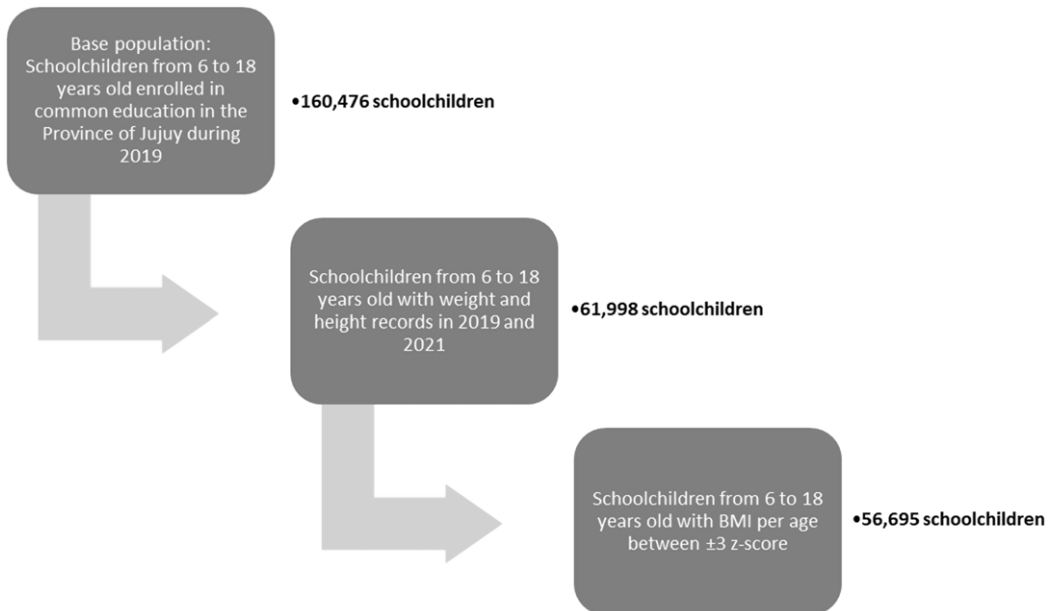 Base population:
Schoolchildren from 6 to 18
years old enrolled in
common education in the
Province of Jujuy during
2019
•160,476 schoolchildren
Schoolchildren from 6 to 18
years old with weight and
height records in 2019 and
2021
•61,998 schoolchildren
Schoolchildren from 6 to 18
years old with BMI per age
between ±3 z-score
•56,695 schoolchildren